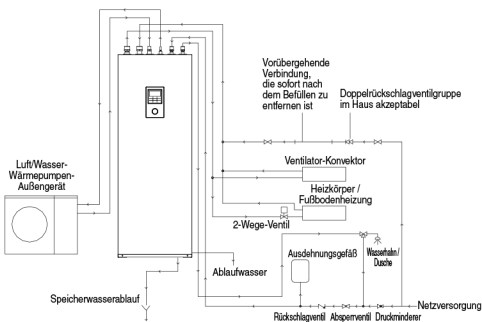 Vorübergehende
Verbindung,
die sofort nach
dem Befüllen zu
entfernen ist
Doppelrückschlagventilgruppe
im Haus akzeptabel
Luft/Wasser-
Wärmepumpen-
Außengerät
Ventilator-Konvektor
Heizkörper /
Fußbodenheizung
2-Wege-Ventil
Ausdehnungsgefäß
Wasserhahn /
Dusche
Ablaufwasser
Speicherwasserablauf
Netzversorgung
Rückschlagventil Absperrventil Druckminderer